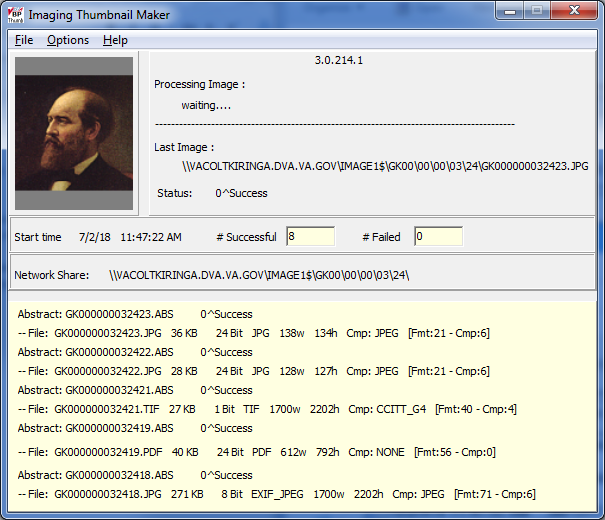 BP
Thumb
Imaging Thumbnail Maker
File Options Help
3.0.214.1
Processing Image :
waiting....
--------------------------------------------------------------------------------
Last Image :
\\VACOLTKIRINGA.DVA.VA.GOV\IMAGE1$\GK00\00\00\03\24\GK000000032423.JPG
Status: 0^Success
Start time 7/2/18 11:47:22 AM # Successful 8 # Failed 0
Network Share: \\VACOLTKIRINGA.DVA.VA.GOV\IMAGE1$\GK00\00\00\03\24\
Abstract: GK000000032423.ABS 0^Success
-- File: GK000000032423.JPG 36 KB 24 Bit JPG 138w 134h Cmp: JPEG [Fmt:21 - Cmp:6]
Abstract: GK000000032422.ABS 0^Success
-- File: GK000000032422.JPG 28 KB 24 Bit JPG 128w 127h Cmp: JPEG [Fmt:21 - Cmp:6]
Abstract: GK000000032421.ABS 0^Success
-- File: GK000000032421.TIF 27 KB 1 Bit TIF 1700w 2202h Cmp: CCITT_G4 [Fmt:40 - Cmp:4]
Abstract: GK000000032419.ABS 0^Success
-- File: GK000000032419.PDF 40 KB 24 Bit PDF 612w 792h Cmp: NONE [Fmt:56 - Cmp:0]
Abstract: GK000000032418.ABS 0^Success
-- File: GK000000032418.JPG 271 KB 8 Bit EXIF_JPEG 1700w 2202h Cmp: JPEG [Fmt:71 - Cmp:6]